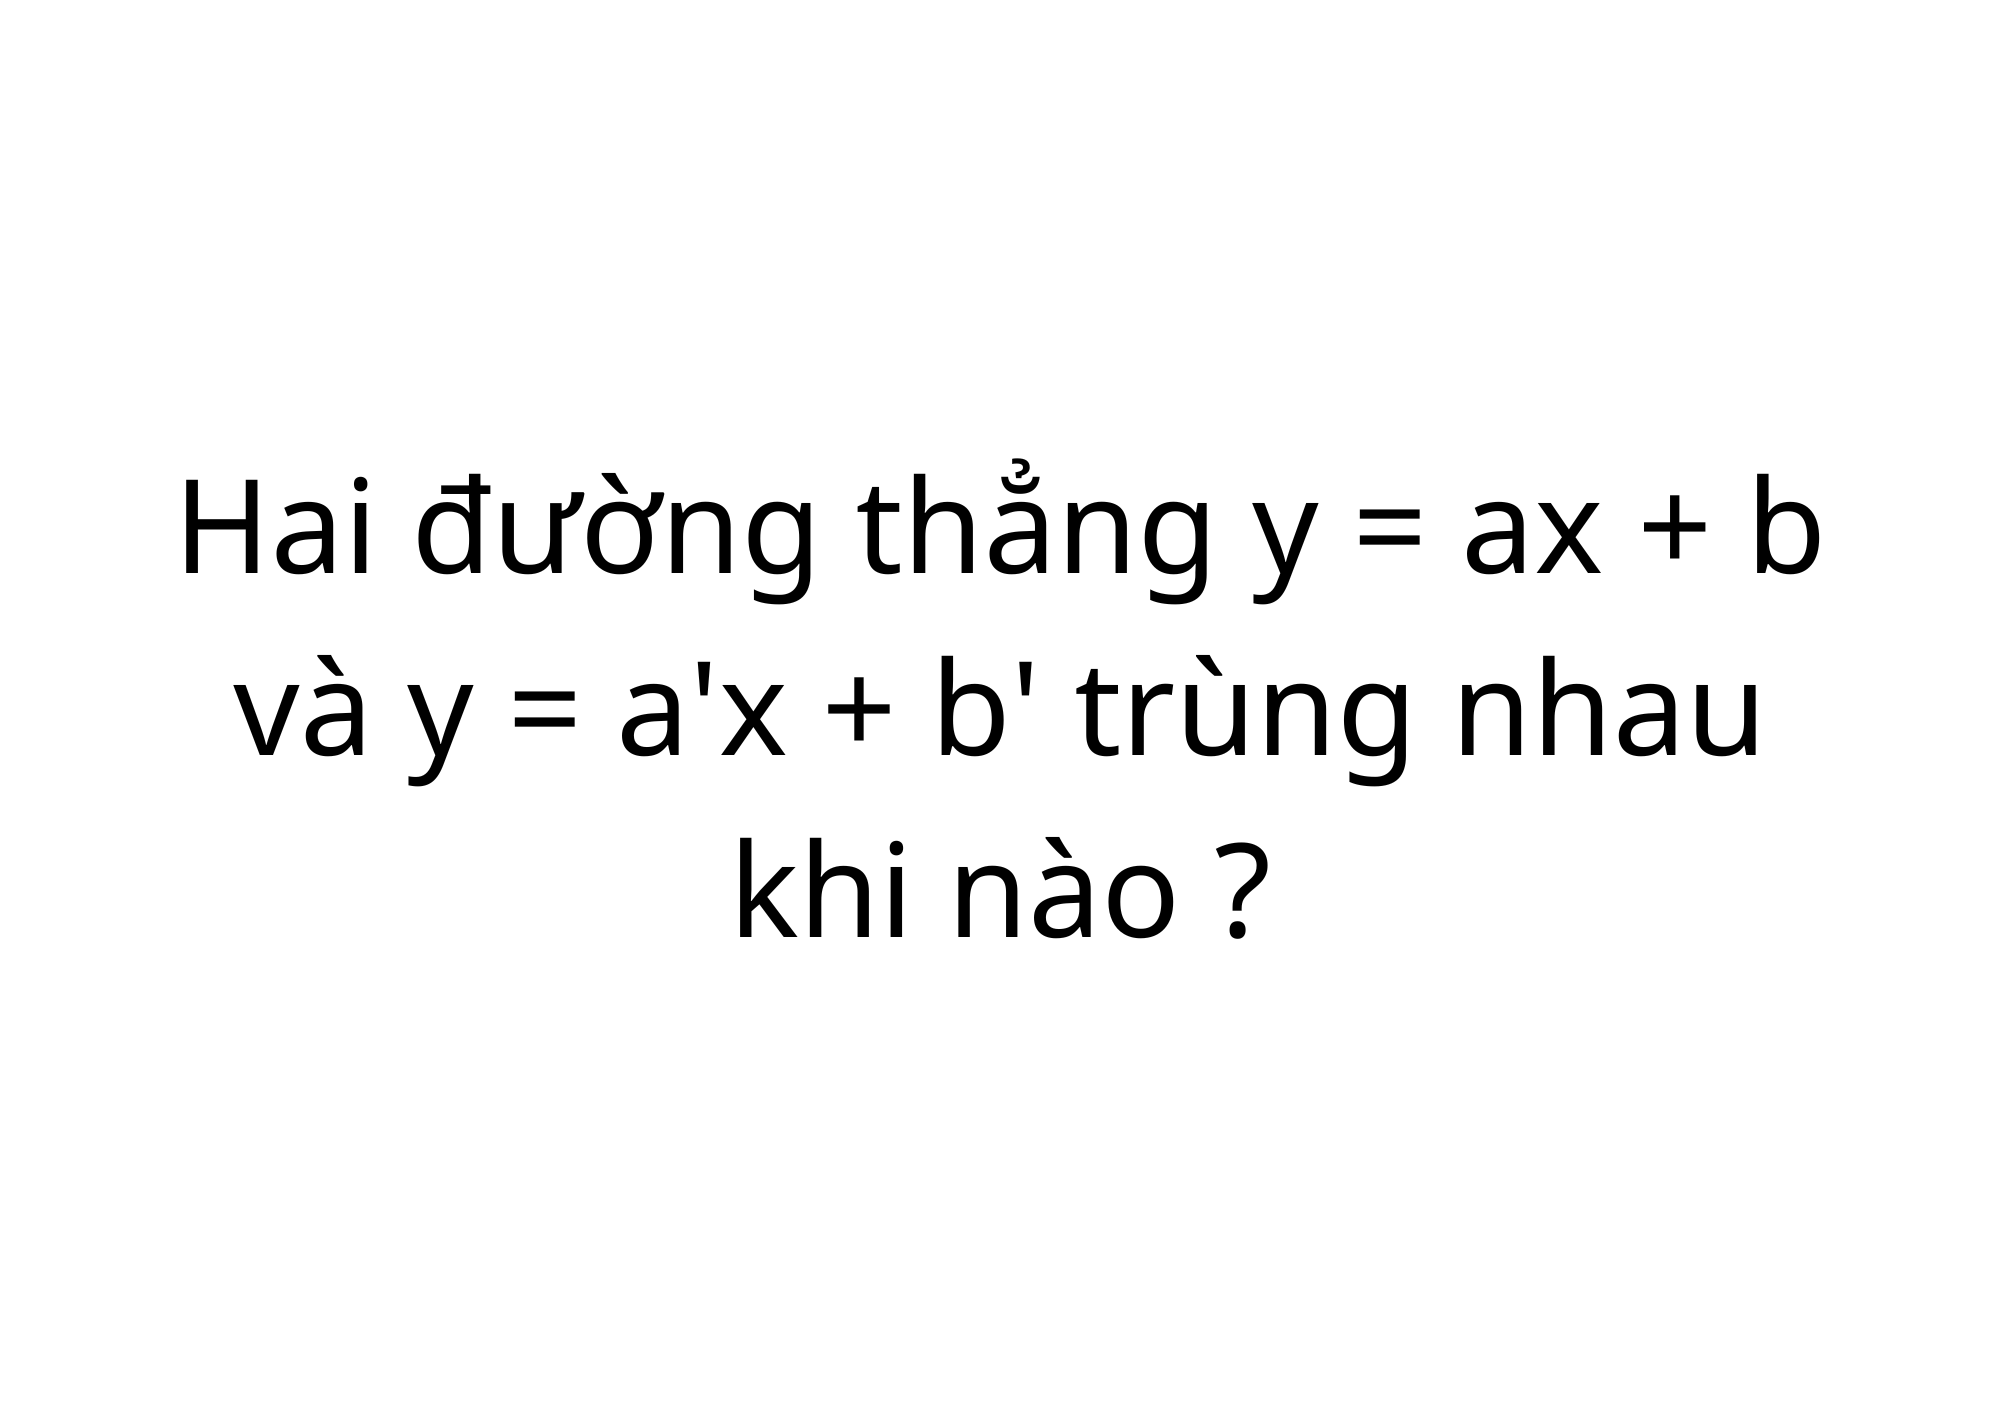 Hai đường thẳng y = ax + b
và y = a'x + b' trùng nhau
khi nào ?